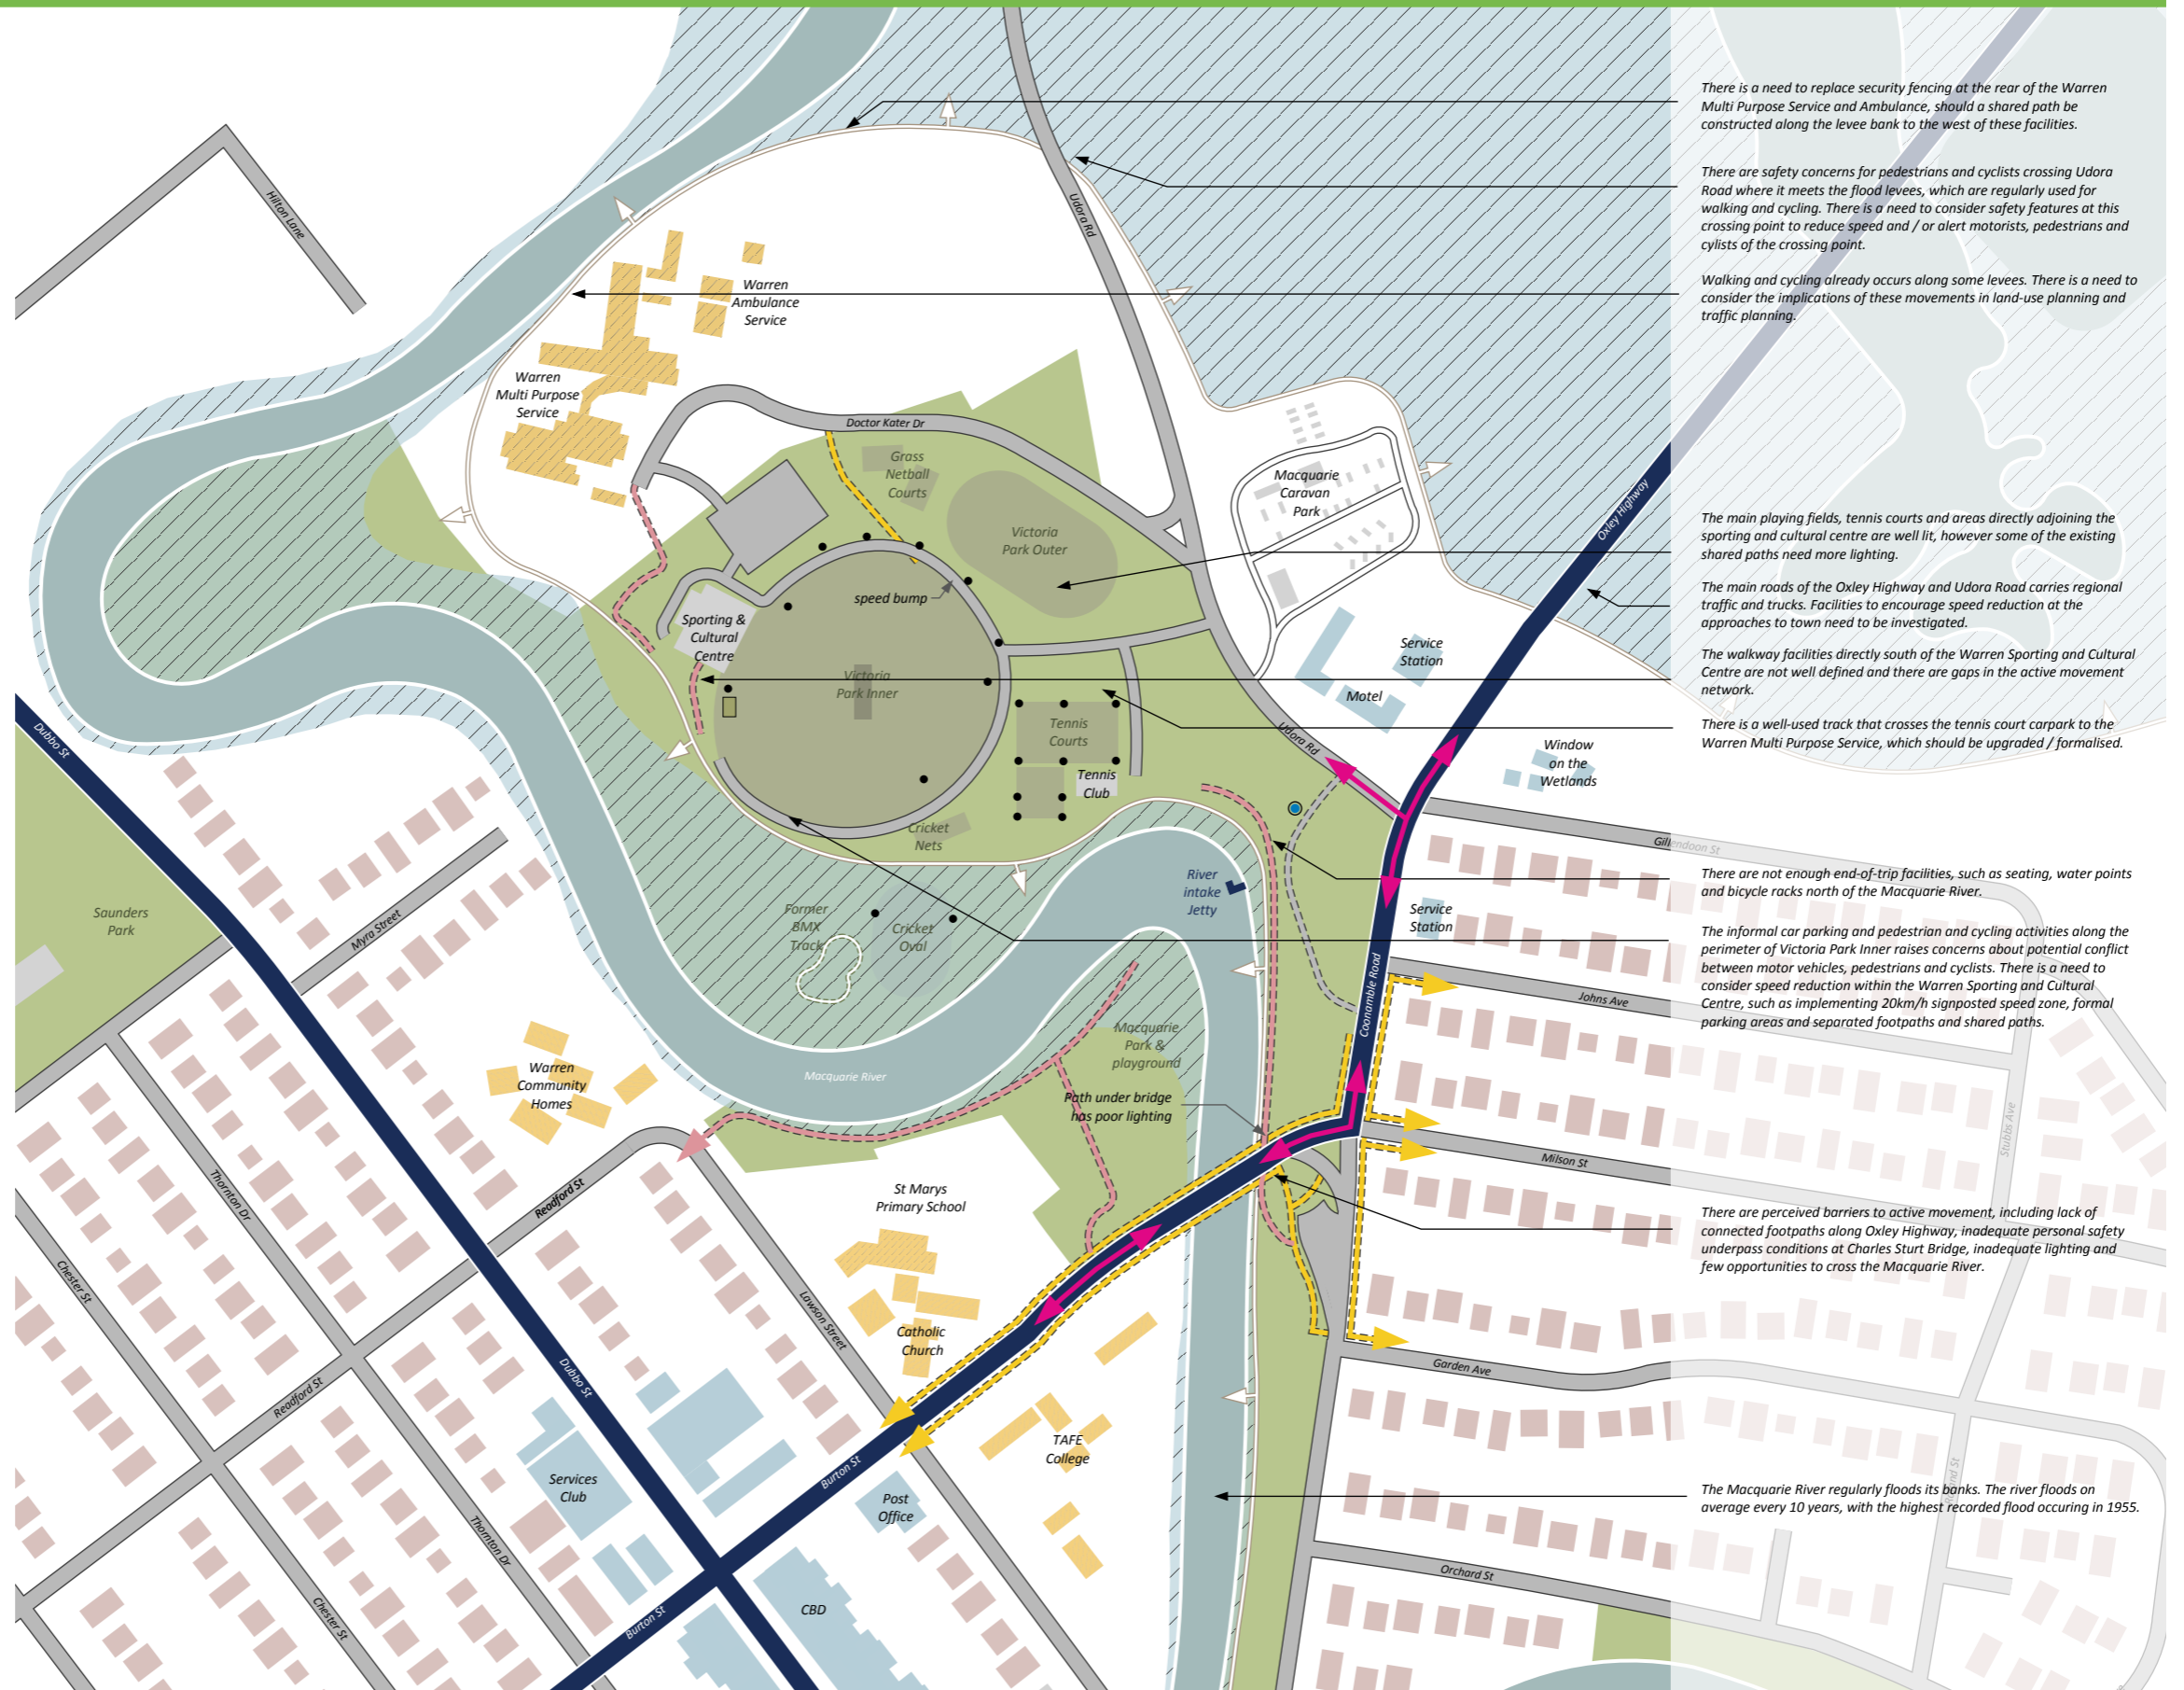 There is a need to replace security fencing at the rear of the Warren
Multi Purpose Service and Ambulance, should a shared path be
constructed along the levee bank to the west of these facilities.
There are safety concerns for pedestrians and cyclists crossing Udora
Road where it meets the flood levees, which are regularly used for
walking and cycling. There is a need to consider safety features at this
crossing point to reduce speed and / or alert motorists, pedestrians and
cylists of the crossing point.
Walking and cycling already occurs along some levees. There is a need to
consider the implications of these movements in land-use planning and
traffic planning.
The main playing fields, tennis courts and areas directly adjoining the
sporting and cultural centre are well lit, however some of the existing
shared paths need more lighting.
The main roads of the Oxley Highway and Udora Road carries regional
traffic and trucks. Facilities to encourage speed reduction at the
approaches to town need to be investigated.
The walkway facilities directly south of the Warren Sporting and Cultural
Centre are not well defined and there are gaps in the active movement
network.
There is a well-used track that crosses the tennis court carpark to the
Warren Multi Purpose Service, which should be upgraded / formalised.
There are not enough end-of-trip facilities, such as seating, water points
and bicycle racks north of the Macquarie River.
The informal car parking and pedestrian and cycling activities along the
perimeter of Victoria Park Inner raises concerns about potential conflict
between motor vehicles, pedestrians and cyclists. There is a need to
consider speed reduction within the Warren Sporting and Cultural
Centre, such as implementing 20km/h signposted speed zone, formal
parking areas and separated footpaths and shared paths.
There are perceived barriers to active movement, including lack of
connected footpaths along Oxley Highway, inadequate personal safety
underpass conditions at Charles Sturt Bridge, inadequate lighting and
few opportunities to cross the Macquarie River.
The Macquarie River regularly floods its banks. The river floods on
average every 10 years, with the highest recorded flood occuring in 1955.
Hilton Lane
Udora Rd
Warren
Ambulance
Service
Warren
Multi Purpose
Service
Doctor Kater Dr
Grass
Netball
Courts
Victoria
Park Outer
Macquarie
Caravan
Park
Oxley Highway
speed bump
Sporting &
Cultural
Centre
Victoria
Park Inner
Service
Station
Motel
Udora Rd
Tennis
Courts
Tennis
Club
Window
on the
Wetlands
Dubbo St
Cricket
Nets
Gillendoon St
River
intake
Jetty
Service
Station
Saunders
Park
Myra Street
Former
BMX
Track
Cricket
Oval
Johns Ave
Coonamble Road
Macquarie
Park &
playground
Macquarie River
Warren
Community
Homes
Path under bridge
has poor lighting
Stubbs Ave
Milson St
Thornton Dr
Readford St
St Marys
Primary School
Chester St
Lawson Street
Catholic
Church
Garden Ave
Dubbo St
Readford St
TAFE
College
Services
Club
Burton St
Post
Office
Thornton Dr
Orchard St
CBD
Chester St
Burton St